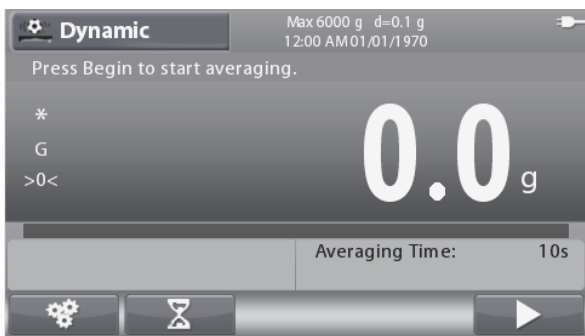 Dynamic
Max 6000 g d=0.1 g
12:00 AM 01/01/1970
Press Begin to start averaging.
*
G
>0<
0.0 g
Averaging Time: 10s